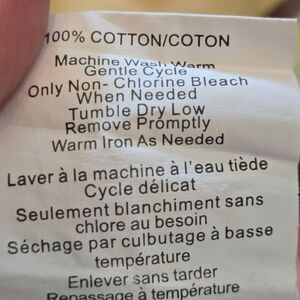 100% COTTON/COTON
Machine Wash Warm
Gentle Cycle
Only Non- Chlorine Bleach
When Needed
Tumble Dry Low
Remove Promptly
Warm Iron As Needed
Laver à la machine à l'eau tiède
Cycle délicat
Seulement blanchiment sans
chlore au besoin
Séchage par culbutage à basse
température
Enlever sans tarder
Repassage à température